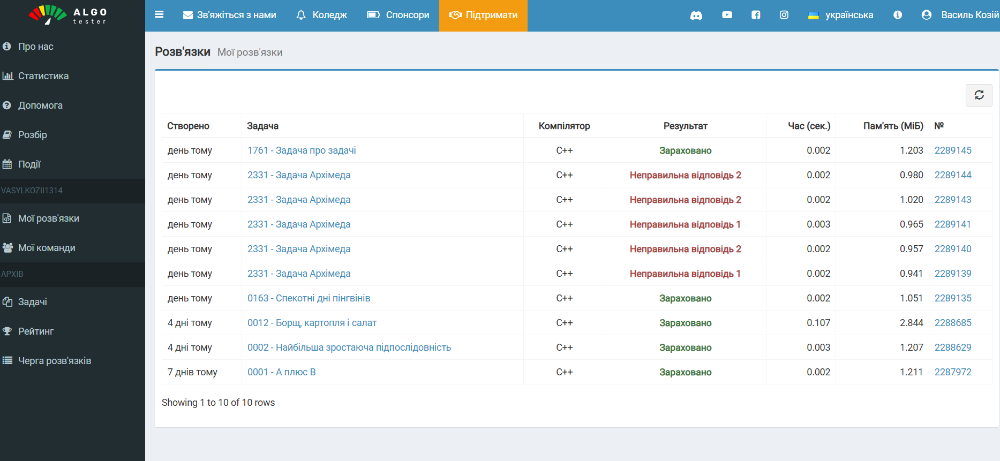 ALGO
tester
Зв'яжіться з нами
Коледж
Спонсори
Підтримати
українська
Василь Козій
Про нас
Статистика
Допомога
Розбір
Події
VASYLKOZII1314
Мої розв'язки
Мої команди
АРХІВ
Задачі
Рейтинг
Черга розв'язків
Розв'язки Мої розв'язки
Створено Задача Компілятор Результат Час (сек.) Пам'ять (МіБ) №
день тому 1761 - Задача про задачі C++ Зараховано 0.002 1.203 2289145
день тому 2331 - Задача Архімеда C++ Неправильна відповідь 2 0.002 0.980 2289144
день тому 2331 - Задача Архімеда C++ Неправильна відповідь 2 0.002 1.020 2289143
день тому 2331 - Задача Архімеда C++ Неправильна відповідь 1 0.003 0.965 2289141
день тому 2331 - Задача Архімеда C++ Неправильна відповідь 2 0.002 0.957 2289140
день тому 2331 - Задача Архімеда C++ Неправильна відповідь 1 0.002 0.941 2289139
день тому 0163 - Спекотні дні пінгвінів C++ Зараховано 0.002 1.051 2289135
4 дні тому 0012 - Борщ, картопля і салат C++ Зараховано 0.107 2.844 2288685
4 дні тому 0002 - Найбільша зростаюча підпослідовність C++ Зараховано 0.003 1.207 2288629
7 днів тому 0001 - А плюс B C++ Зараховано 0.002 1.211 2287972
Showing 1 to 10 of 10 rows